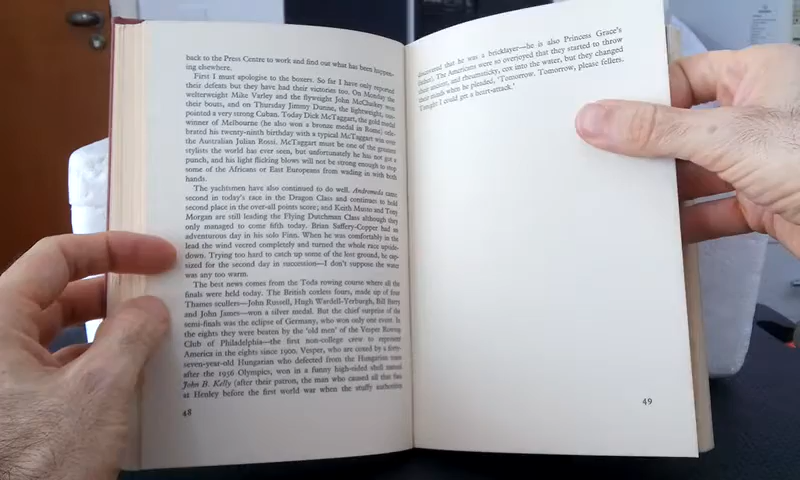 back to the Press Centre to work and find out what has been happen-
ing elsewhere.
First I must apologise to the boxers. So far I have only reported
their defeats but they have had their victories too. On Monday the
welterweight Mike Varley and the flyweight John McCluskey won
their bouts, and on Thursday Jimmy Dunne, the lightweight, out-
pointed a very strong Cuban. Today Dick McTaggart, the gold medal
winner of Melbourne (he also won a bronze medal in Rome) cele-
brated his twenty-ninth birthday with a typical McTaggart win over
the Australian Julian Rossi. McTaggart must be one of the greatest
stylists the world has ever seen, but unfortunately he has not got a
punch, and his light flicking blows will not be strong enough to stop
some of the Africans or East Europeans from wading in with both
hands.
The yachtsmen have also continued to do well. Andromeda came
second in today's race in the Dragon Class and continues to hold
second place in the over-all points score; and Keith Musto and Tony
Morgan are still leading the Flying Dutchman Class although they
only managed to come fifth today. Brian Saffery-Cooper had an
adventurous day in his solo Finn. When he was comfortably in the
lead the wind veered completely and turned the whole race upside-
down. Trying too hard to catch up some of the lost ground, he cap-
sized for the second day in succession—I don't suppose the water
was any too warm.
The best news comes from the Toda rowing course where all the
finals were held today. The British coxless fours, made up of four
Thames scullers—John Russell, Hugh Wardell-Yerburgh, Bill Barry
and John James—won a silver medal. But the chief surprise of the
semi-finals was the eclipse of Germany, who won only one event. In
the eights they were beaten by the 'old men' of the Vesper Rowing
Club of Philadelphia—the first non-college crew to represent
America in the eights since 1900. Vesper, who are coxed by a forty-
seven-year-old Hungarian who defected from the Hungarian team
after the 1956 Olympics, won in a funny high-sided shell named
John B. Kelly (after their patron, the man who caused all that fuss
at Henley before the first world war when the stuffy authorities
48
discovered that he was a bricklayer—he is also Princess Grace's
father). The Americans were so overjoyed that they started to throw
their ancient, and rheumaticky, cox into the water, but they changed
their minds when he pleaded, 'Tomorrow. Tomorrow, please fellers.
Tonight I could get a heart-attack.'
49